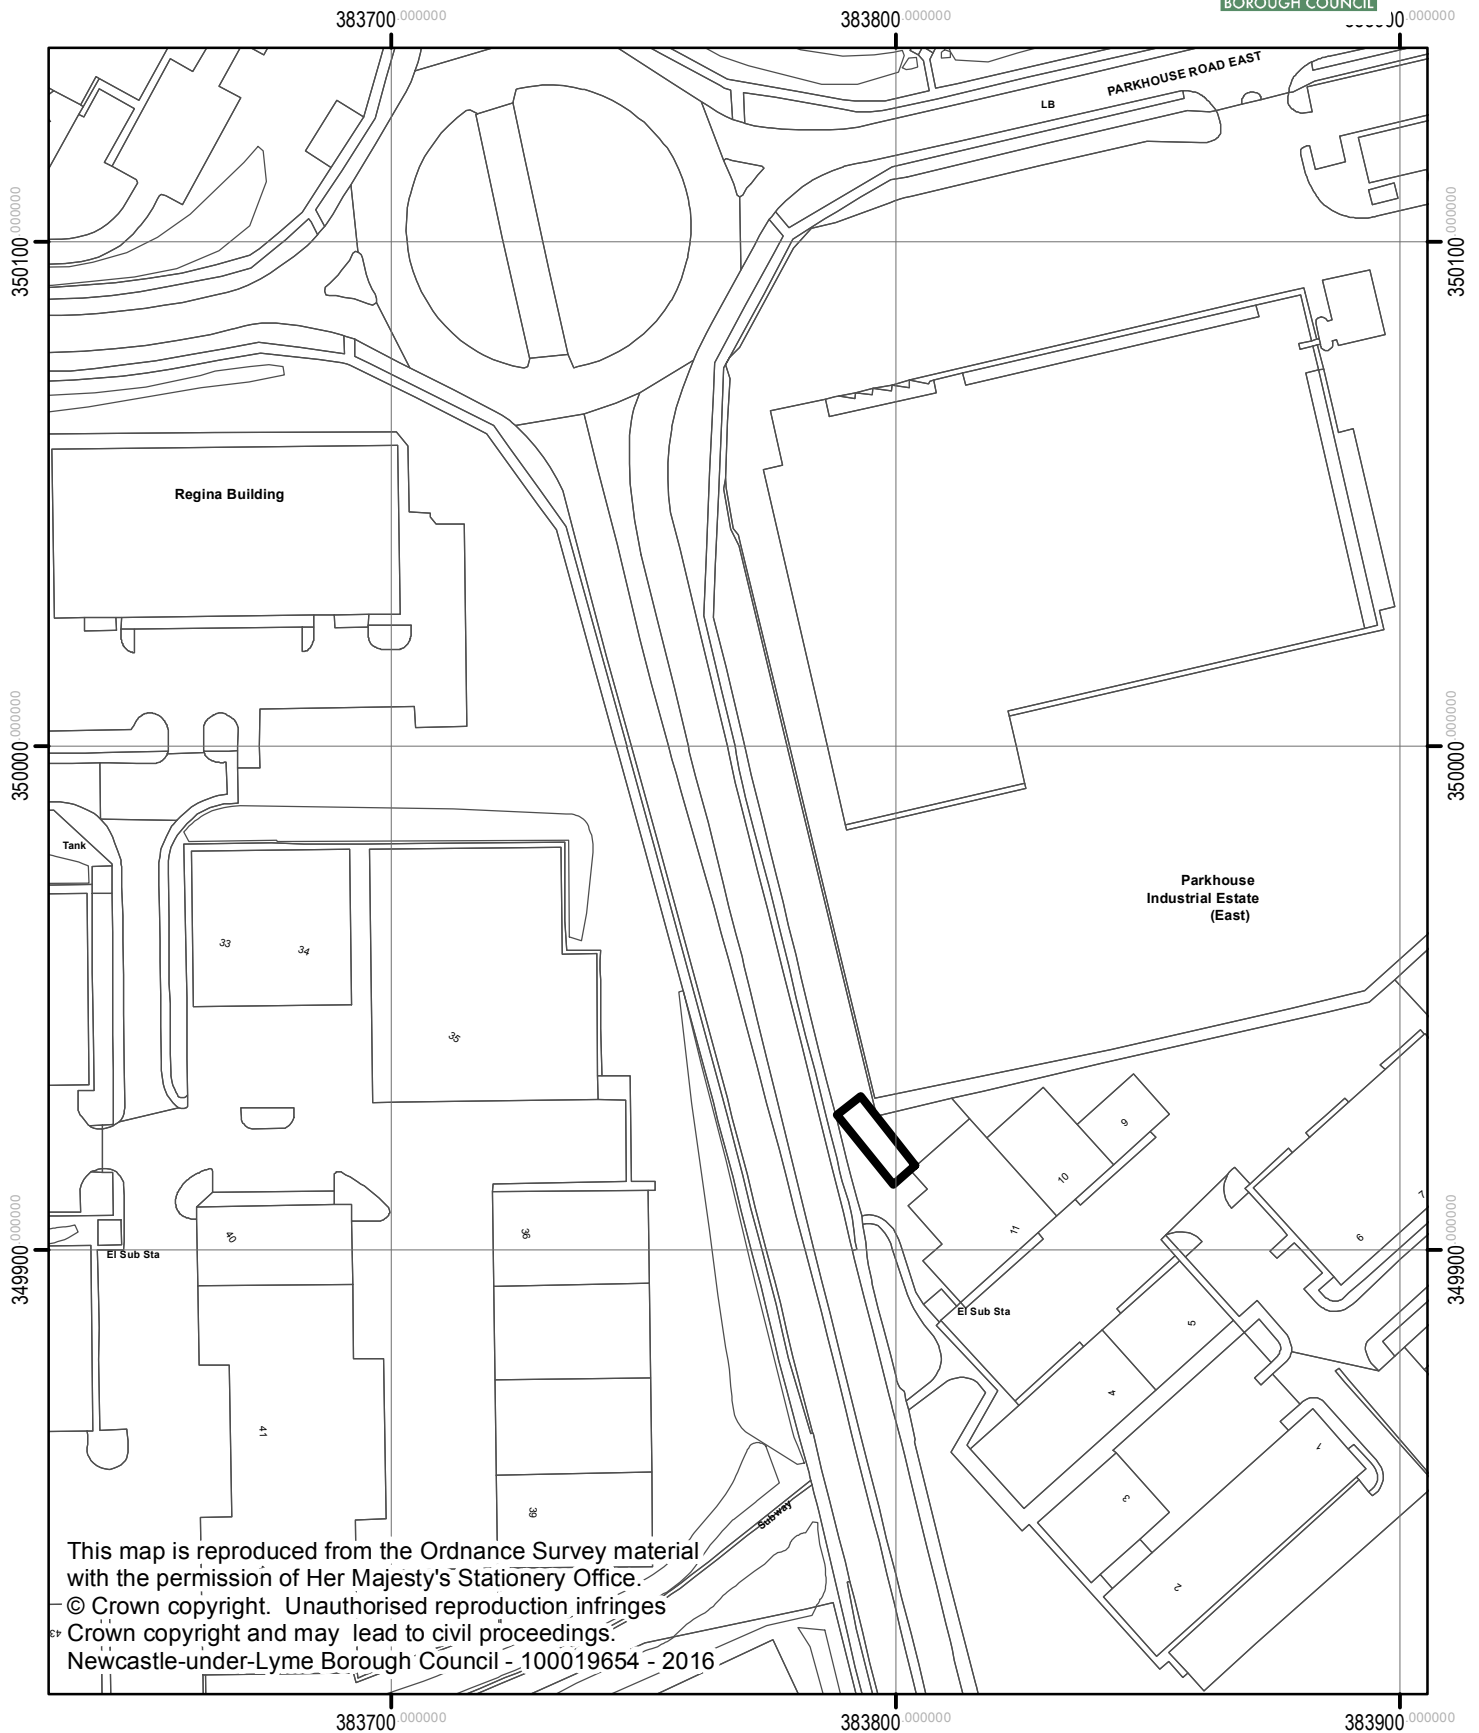 BOROUGH COUNCIL
383700.000000
383800.000000
.000000
PARKHOUSE ROAD EAST
LB
350100.000000
350100.000000
Regina Building
350000.000000
350000.000000
Tank
Parkhouse
Industrial Estate
(East)
33
34
35
9
10
11
7
6
40
36
El Sub Sta
349900.000000
349900.000000
El Sub Sta
5
4
41
1
3
39
Subway
2
43
This map is reproduced from the Ordnance Survey material
with the permission of Her Majesty's Stationery Office.
© Crown copyright. Unauthorised reproduction infringes
Crown copyright and may lead to civil proceedings.
Newcastle-under-Lyme Borough Council - 100019654 - 2016
383700.000000
383800.000000
383900.000000